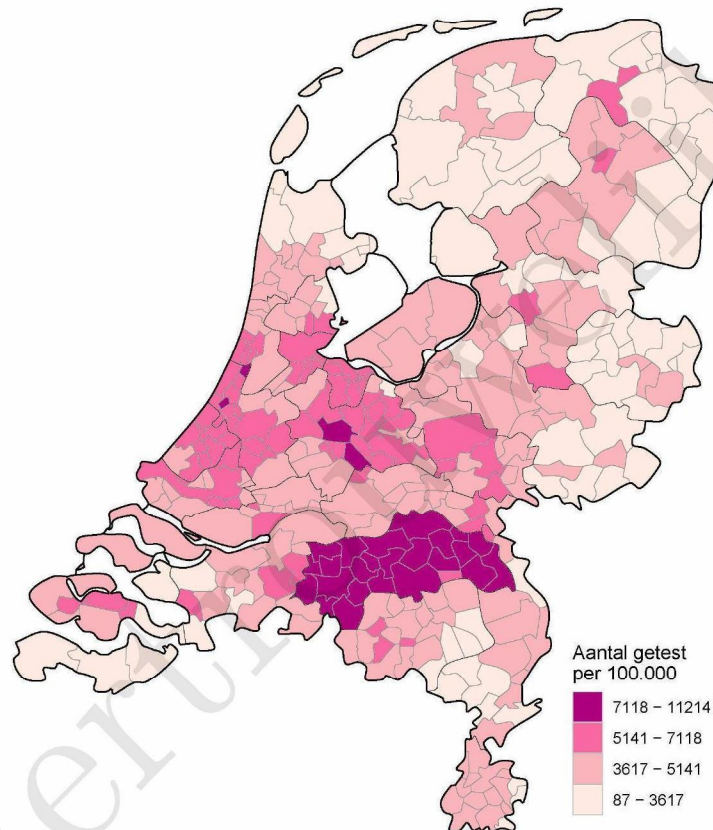 Aantal getest
per 100.000
7118 – 11214
5141 – 7118
3617 – 5141
87 – 3617